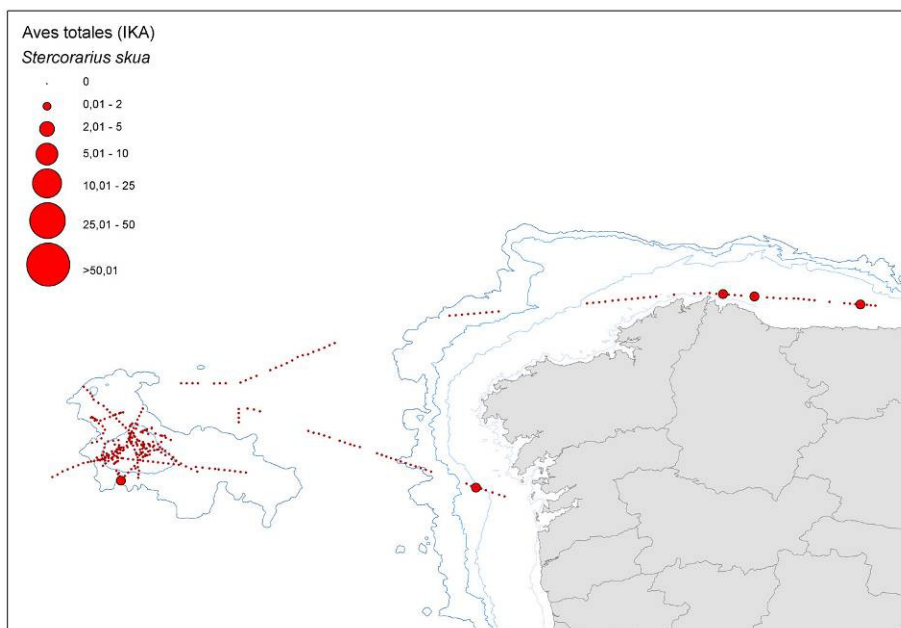 Aves totales (IKA)
Stercorarius skua
0
0,01 - 2
2,01 - 5
5,01 - 10
10,01 - 25
25,01 - 50
>50,01